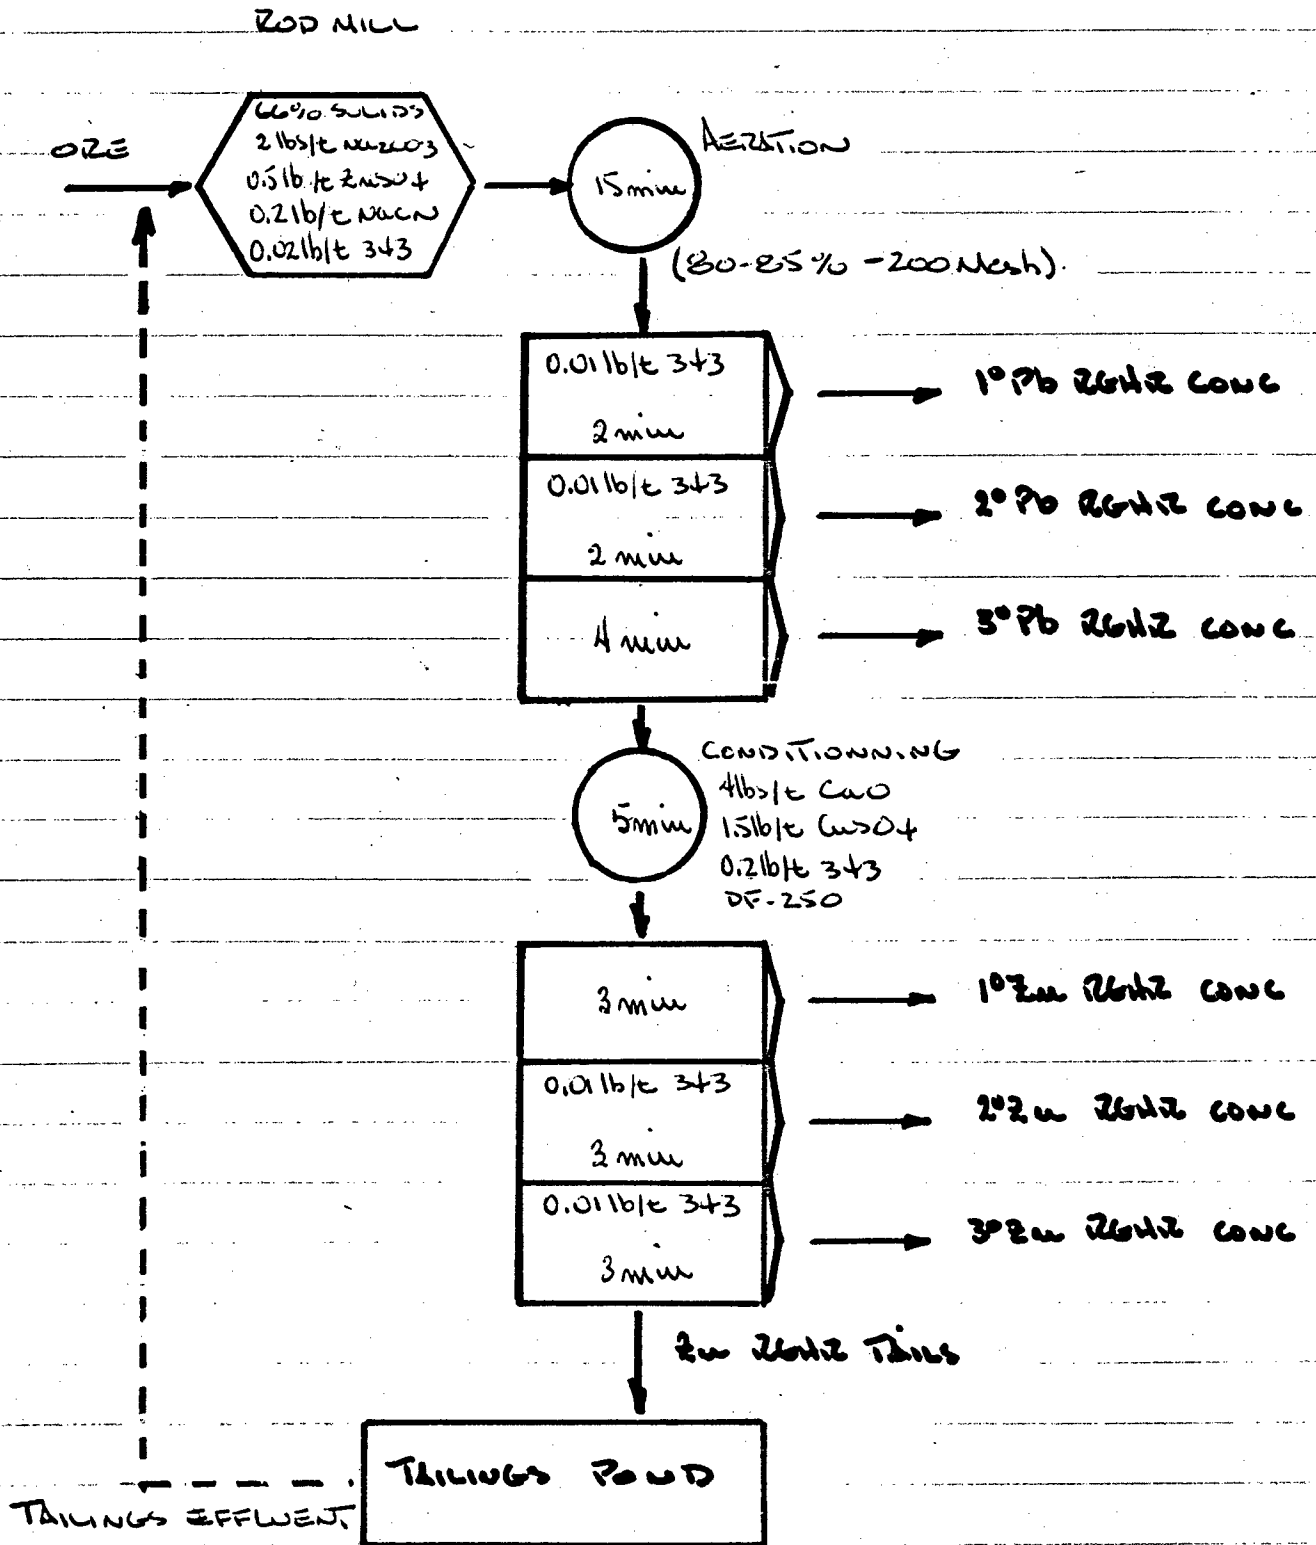 ROD MILL
ORE
66% SOLIDS
2 lbs/t Na2CO3
0.5 lb/t ZnSO4
0.2 lb/t NaCN
0.02 lb/t 343
15 min
AERATION
(80-85% -200 Mesh).
0.01 lb/t 343
2 min
1° Pb RGHR CONC
0.01 lb/t 343
2 min
2° Pb RGHR CONC
4 min
3° Pb RGHR CONC
5 min
CONDITIONNING
4 lbs/t CaO
1.5 lb/t CuSO4
0.2 lb/t 343
DF-250
3 min
1° Zn RGHR CONC
0.01 lb/t 343
3 min
2° Zn RGHR CONC
0.01 lb/t 343
3 min
3° Zn RGHR CONC
Zn RGHR TAILS
TAILINGS POND
TAILINGS EFFLUENT